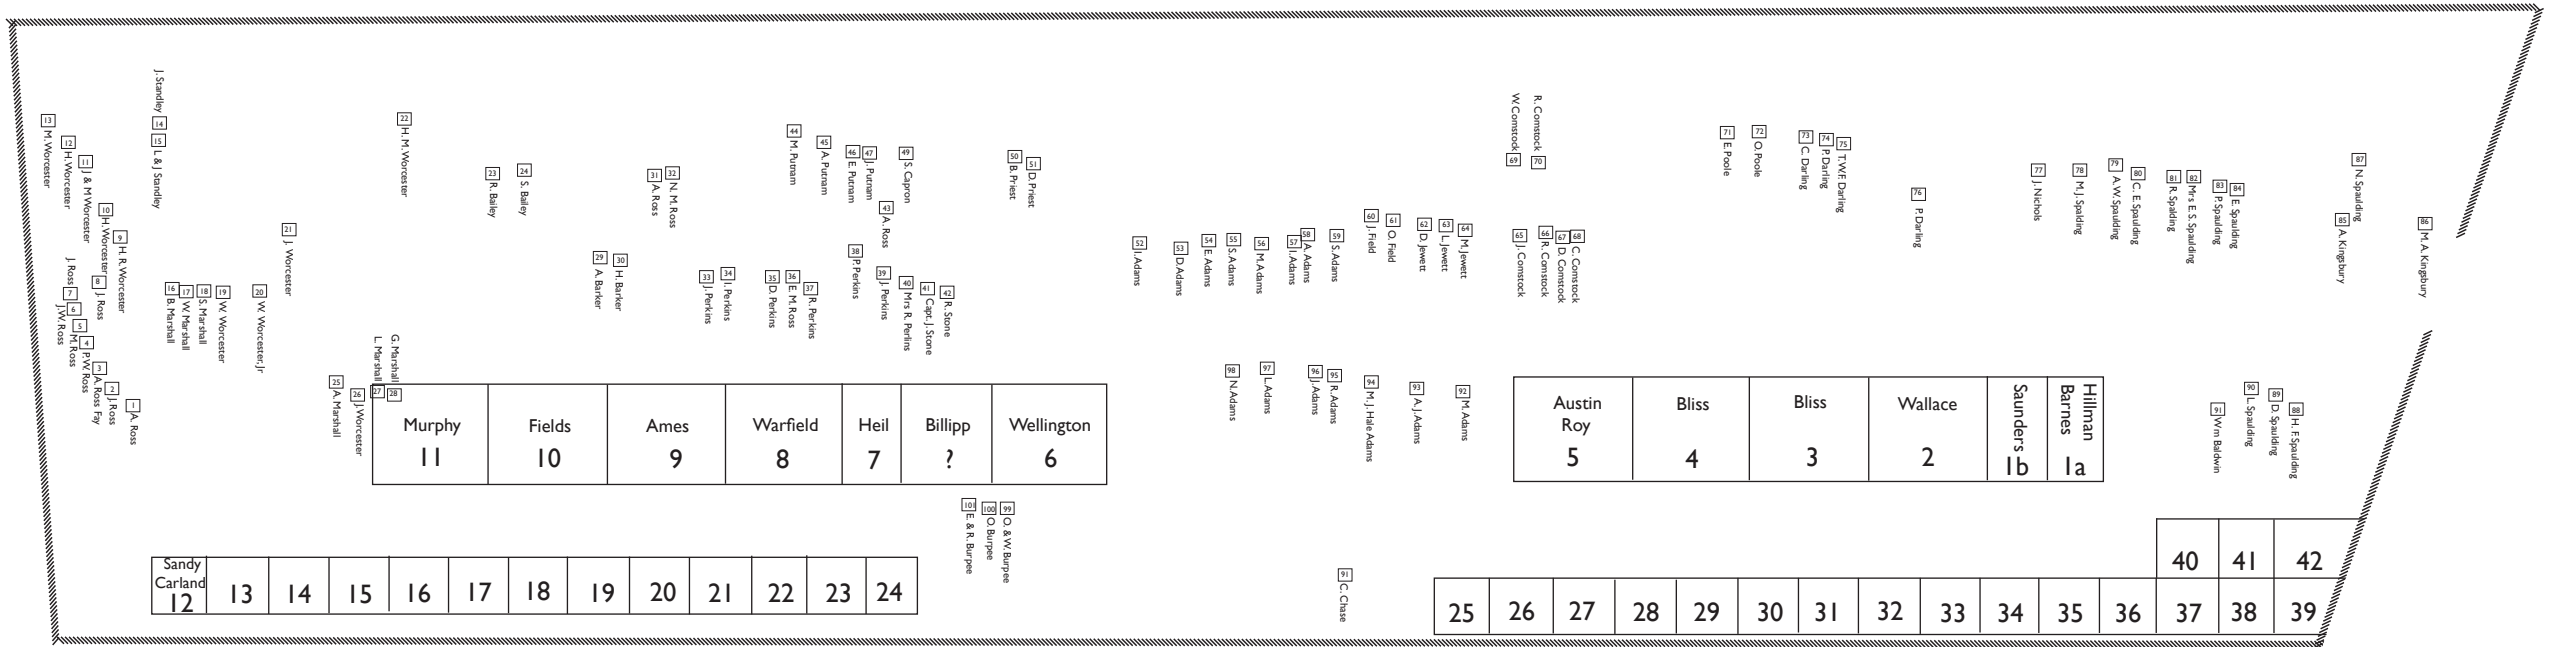 13 M. Worcester
12 H. Worcester
11 J & M Worcester
10 H. Worcester
9 H. R. Worcester
8 J. Ross
J. Ross 7
6 J. W. Ross
5 M. Ross
4 P. W. Ross
3 A. Ross Fay
2 J. Ross
1 A. Ross
J. Standley 14
15 L & J Standley
16 B. Marshall
17 W. Marshall
18 S. Marshall
19 W. Worcester
20 W. Worcester, Jr
21 J. Worcester
22 H. M. Worcester
23 R. Bailey
24 S. Bailey
25 A. Marshall
26 J. Worcester
L. Marshall 27
G. Marshall 28
29 A. Barker
30 H. Barker
31 A. Ross
32 N. M. Ross
33 J. Perkins
34 I. Perkins
35 D. Perkins
36 E. M. Ross
37 R. Perkins
38 P. Perkins
39 J. Perkins
40 Mrs R. Perlins
41 Capt. J. Stone
42 R. Stone
43 A. Ross
44 M. Putnam
45 A. Putnam
46 E. Putnam
47 J. Putnam
49 S. Capron
50 B. Priest
51 D. Priest
52 I. Adams
53 D. Adams
54 E. Adams
55 S. Adams
56 M. Adams
57 I. Adams
58 A. Adams
59 S. Adams
60 J. Field
61 O. Field
62 D. Jewett
63 L. Jewett
64 M. Jewett
65 J. Comstock
66 R. Comstock
67 D. Comstock
68 C. Comstock
W. Comstock 69
R. Comstock 70
71 E. Poole
72 O. Poole
73 C. Darling
74 P. Darling
75 T. W. F. Darling
76 P. Darling
77 J. Nichols
78 M. J. Spalding
79 A. W. Spaulding
80 C. E. Spaulding
81 R. Spalding
82 Mrs E. S. Spaulding
83 P. Spaulding
84 E. Spaulding
85 A. Kingsbury
86 M. A. Kingsbury
87 N. Spaulding
88 H. F. Spaulding
89 D. Spaulding
90 L. Spaulding
91 Wm Baldwin
92 M. Adams
93 A. J. Adams
94 M. J. Hale Adams
95 R. Adams
96 J. Adams
97 L. Adams
98 N. Adams
99 O. & W. Burpee
100 O. Burpee
101 E. & R. Burpee
91 C. Chase
Murphy
11
Fields
10
Ames
9
Warfield
8
Heil
7
Billipp
?
Wellington
6
Austin
Roy
5
Bliss
4
Bliss
3
Wallace
2
Saunders
1b
Hillman
Barnes
1a
Sandy
Carland
12
13 14 15 16 17 18 19 20 21 22 23 24
40 41 42
25 26 27 28 29 30 31 32 33 34 35 36 37 38 39